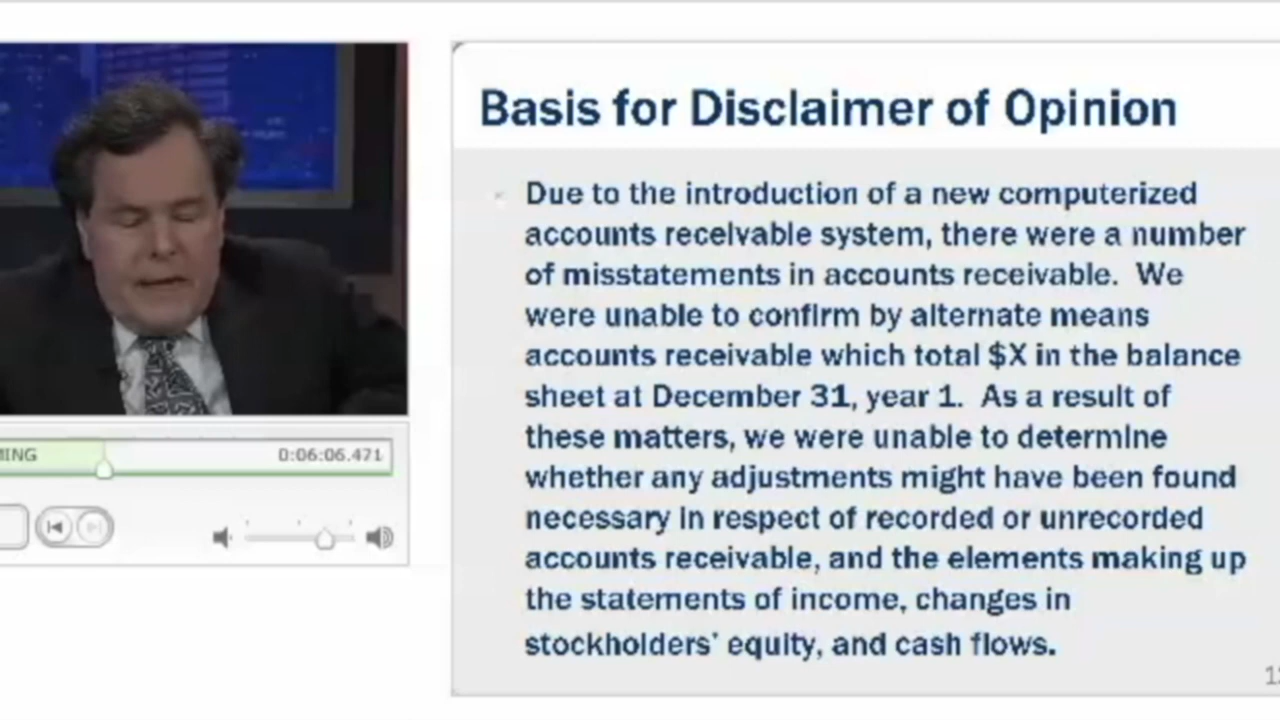 Basis for Disclaimer of Opinion
Due to the introduction of a new computerized
accounts receivable system, there were a number
of misstatements in accounts receivable. We
were unable to confirm by alternate means
accounts receivable which total $X in the balance
sheet at December 31, year 1. As a result of
these matters, we were unable to determine
whether any adjustments might have been found
necessary in respect of recorded or unrecorded
accounts receivable, and the elements making up
the statements of income, changes in
stockholders' equity, and cash flows.
MING 0:06:06.471